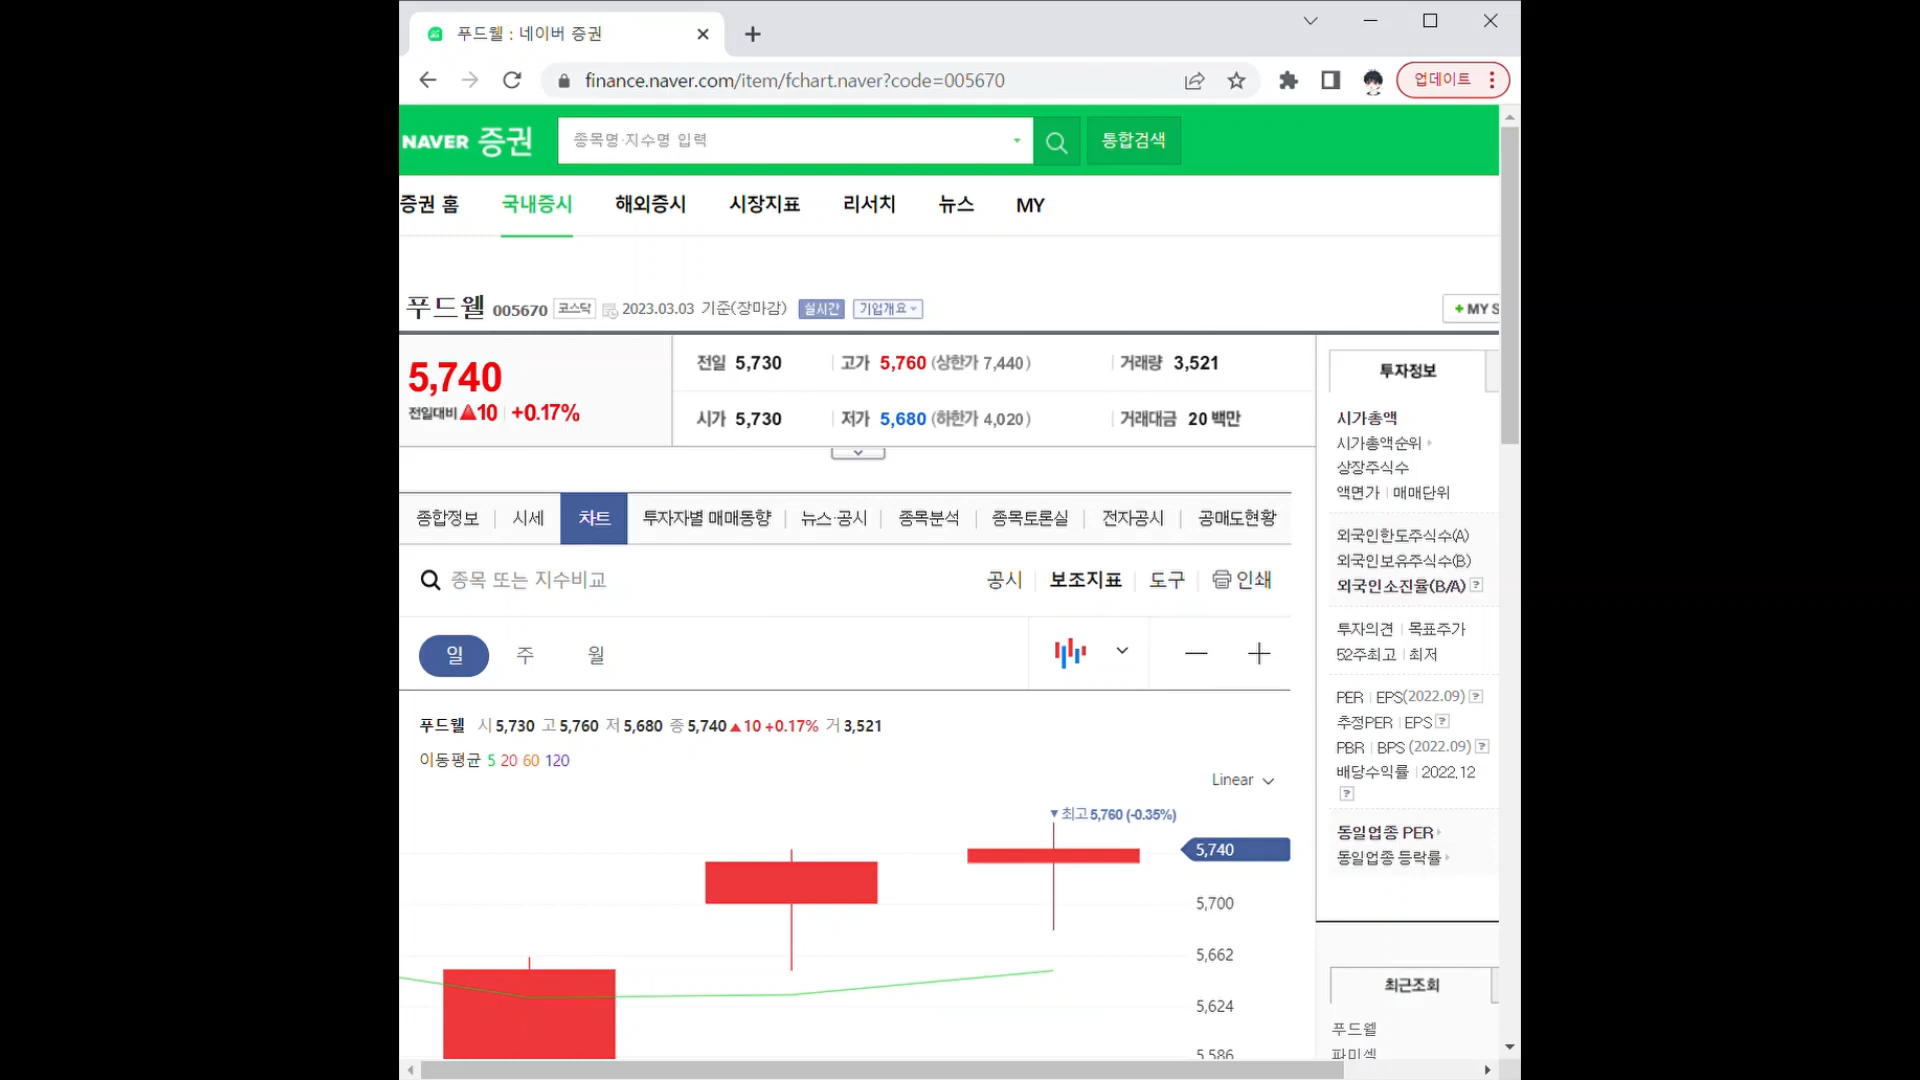 푸드웰 : 네이버 증권
finance.naver.com/item/fchart.naver?code=005670
업데이트
NAVER 증권
종목명·지수명 입력
통합검색
증권 홈 국내증시 해외증시 시장지표 리서치 뉴스 MY
푸드웰 005670 코스닥 2023.03.03 기준(장마감) 실시간 기업개요
+ MY S
5,740
전일대비 ▲10 +0.17%
전일 5,730 고가 5,760 (상한가 7,440) 거래량 3,521
시가 5,730 저가 5,680 (하한가 4,020) 거래대금 20 백만
종합정보 시세 차트 투자자별 매매동향 뉴스·공시 종목분석 종목토론실 전자공시 공매도현황
종목 또는 지수비교
공시 보조지표 도구 인쇄
일 주 월
푸드웰 시 5,730 고 5,760 저 5,680 종 5,740 ▲10 +0.17% 거 3,521
이동평균 5 20 60 120
Linear
▼최고 5,760 (-0.35%)
5,740
5,700
5,662
5,624
5,586
투자정보
시가총액
시가총액순위
상장주식수
액면가 | 매매단위
외국인한도주식수(A)
외국인보유주식수(B)
외국인소진율(B/A) ?
투자의견 | 목표주가
52주최고 | 최저
PER | EPS(2022.09) ?
추정PER | EPS ?
PBR | BPS (2022.09) ?
배당수익률 | 2022.12
?
동일업종 PER
동일업종 등락률
최근조회
푸드웰
파미셀